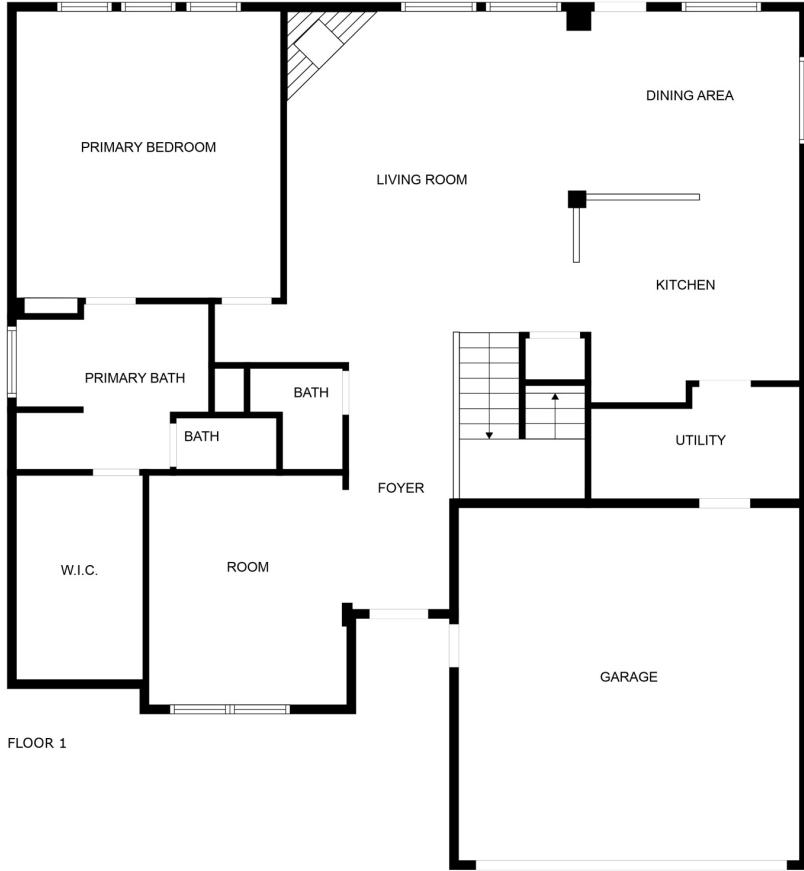 DINING AREA
PRIMARY BEDROOM
LIVING ROOM
KITCHEN
PRIMARY BATH
BATH
BATH
UTILITY
FOYER
ROOM
W.I.C.
GARAGE
FLOOR 1